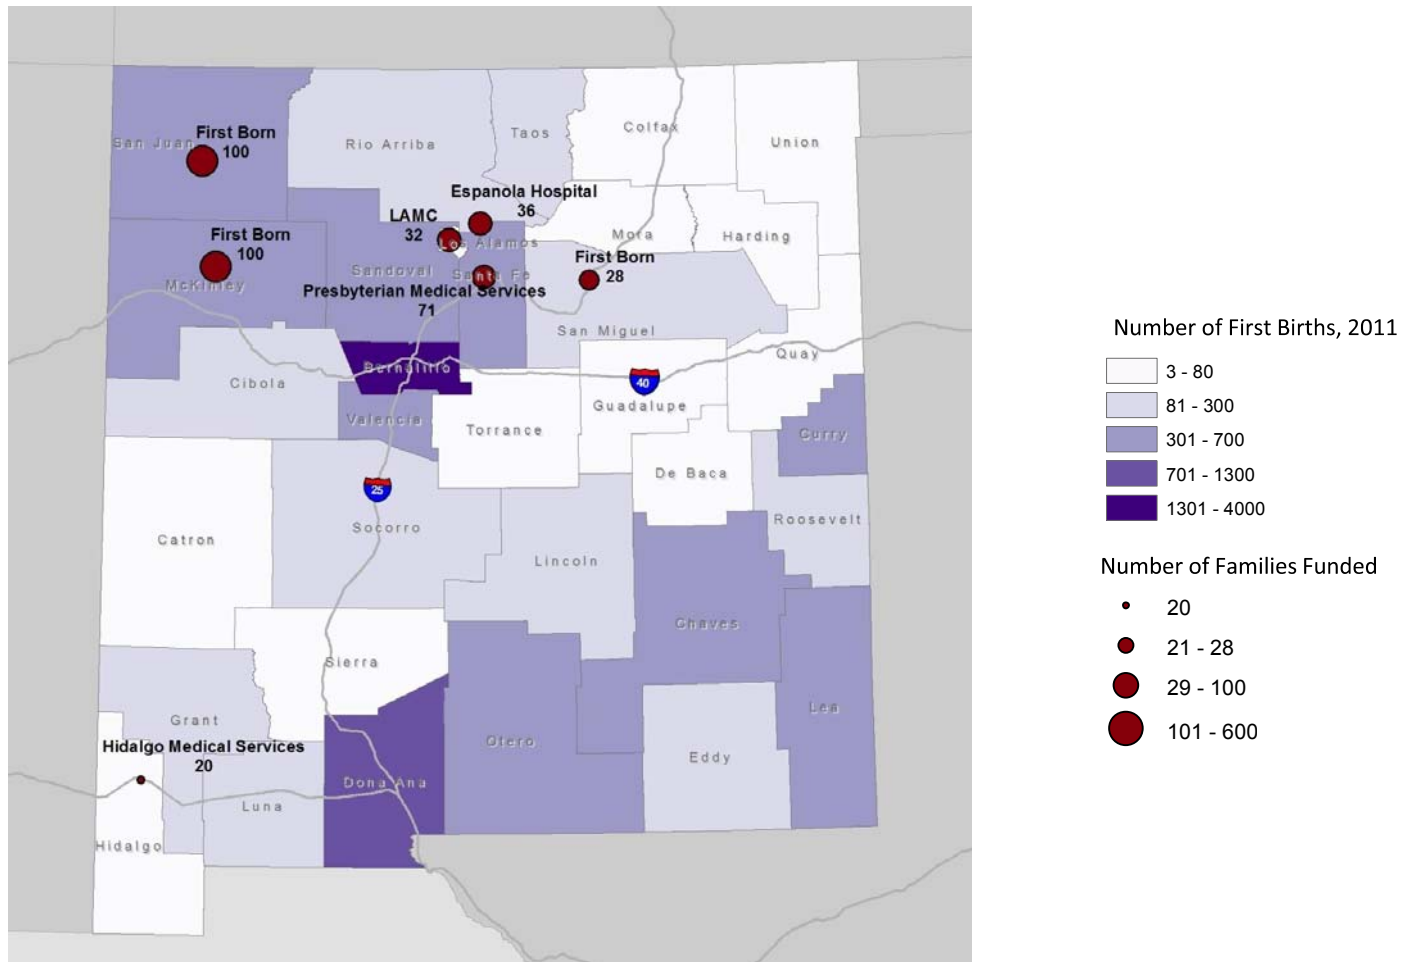 First Born
100
San Juan
Rio Arriba
Taos
Colfax
Union
Espanola Hospital
36
LAMC
32
Los Alamos
Mora
Harding
First Born
100
McKinley
Sandoval
Santa Fe
First Born
28
Presbyterian Medical Services
71
San Miguel
Quay
Bernalillo
Cibola
40
Guadalupe
Valencia
Torrance
Curry
De Baca
25
Socorro
Roosevelt
Catron
Lincoln
Chaves
Sierra
Grant
Lea
Otero
Hidalgo Medical Services
20
Eddy
Dona Ana
Luna
Hidalgo
Number of First Births, 2011
3 - 80
81 - 300
301 - 700
701 - 1300
1301 - 4000
Number of Families Funded
20
21 - 28
29 - 100
101 - 600